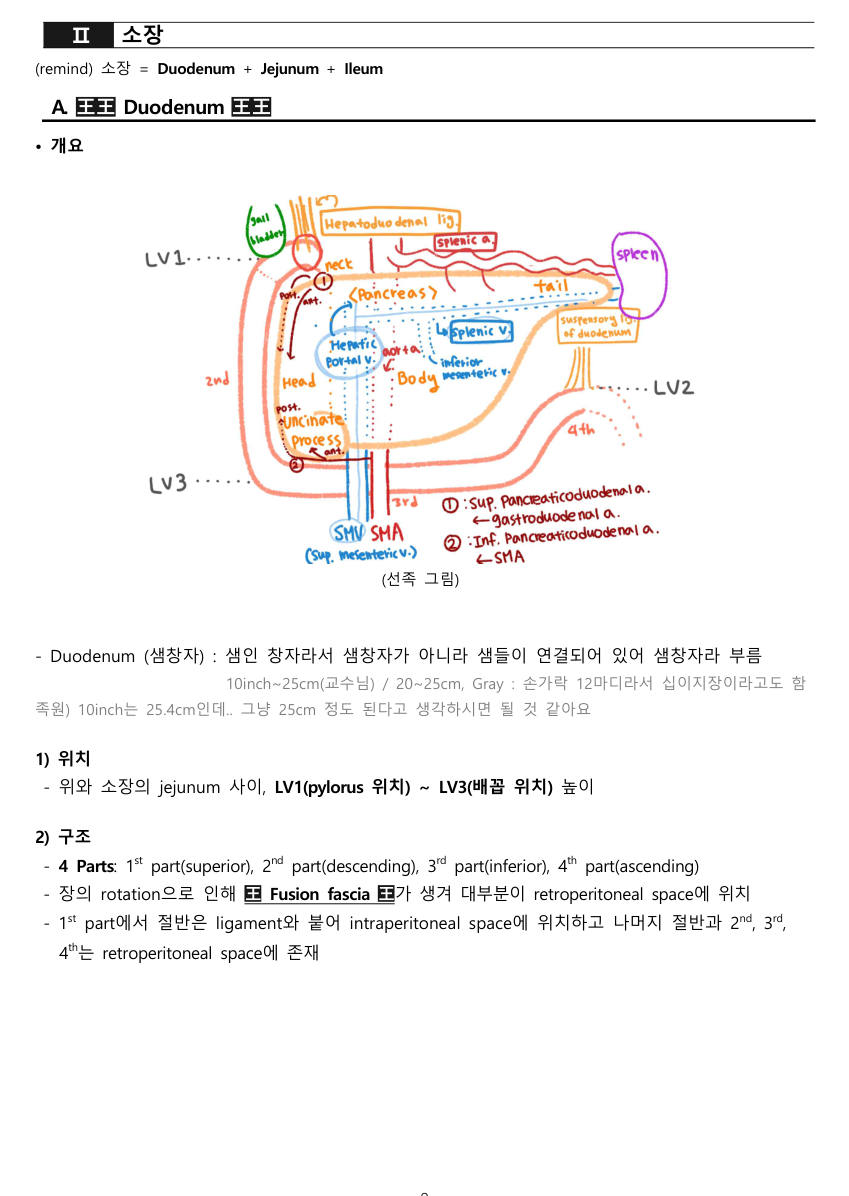 Ⅱ 소장
(remind) 소장 = Duodenum + Jejunum + Ileum
A. 王王 Duodenum 王王
• 개요
gall
bladder
Hepatoduodenal lig.
splenic a.
spleen
LV1
neck
①
<Pancreas>
tail
post.
ant.
suspensory lig.
of duodenum
splenic v.
Hepatic
portal v.
aorta
inferior
mesenteric v.
2nd
Head
Body
LV2
post.
uncinate
process
4th
ant.
②
LV3
3rd
①:Sup. Pancreaticoduodenal a.
←gastroduodenal a.
SMV SMA
②:Inf. Pancreaticoduodenal a.
←SMA
(Sup. mesenteric v.)
(선족 그림)
- Duodenum (샘창자) : 샘인 창자라서 샘창자가 아니라 샘들이 연결되어 있어 샘창자라 부름
10inch~25cm(교수님) / 20~25cm, Gray : 손가락 12마디라서 십이지장이라고도 함
족원) 10inch는 25.4cm인데.. 그냥 25cm 정도 된다고 생각하시면 될 것 같아요
1) 위치
- 위와 소장의 jejunum 사이, LV1(pylorus 위치) ~ LV3(배꼽 위치) 높이
2) 구조
- 4 Parts: 1st part(superior), 2nd part(descending), 3rd part(inferior), 4th part(ascending)
- 장의 rotation으로 인해 王 Fusion fascia 王가 생겨 대부분이 retroperitoneal space에 위치
- 1st part에서 절반은 ligament와 붙어 intraperitoneal space에 위치하고 나머지 절반과 2nd, 3rd,
4th는 retroperitoneal space에 존재